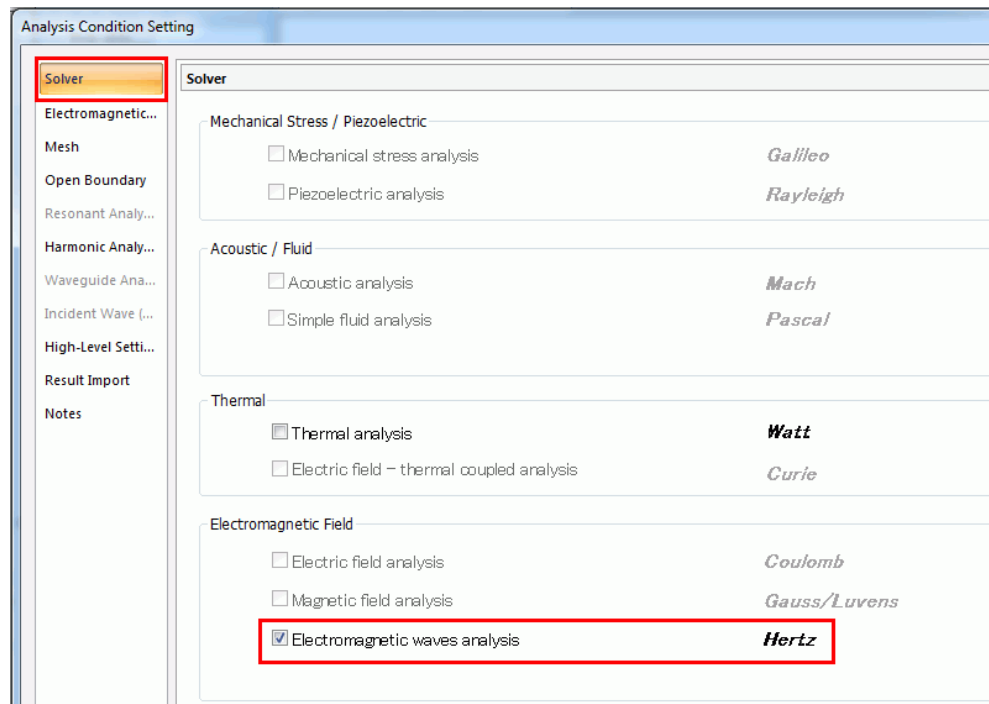 Analysis Condition Setting
Solver
Electromagnetic...
Mesh
Open Boundary
Resonant Analy...
Harmonic Analy...
Waveguide Ana...
Incident Wave (...
High-Level Setti...
Result Import
Notes
Solver
Mechanical Stress / Piezoelectric
Mechanical stress analysis Galileo
Piezoelectric analysis Rayleigh
Acoustic / Fluid
Acoustic analysis Mach
Simple fluid analysis Pascal
Thermal
Thermal analysis Watt
Electric field - thermal coupled analysis Curie
Electromagnetic Field
Electric field analysis Coulomb
Magnetic field analysis Gauss/Luvens
Electromagnetic waves analysis Hertz